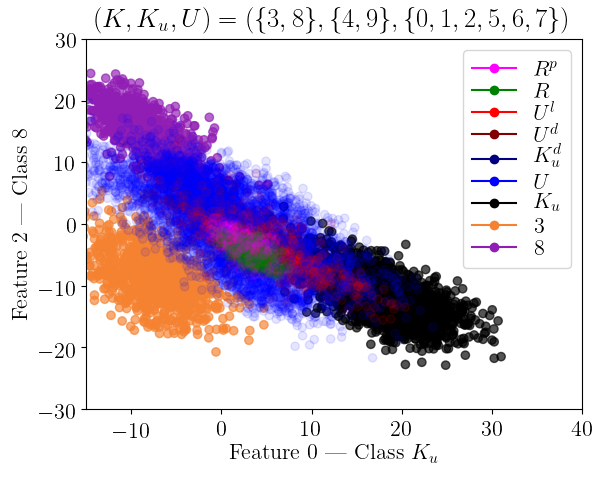 (K, K_u, U) = ({3, 8}, {4, 9}, {0, 1, 2, 5, 6, 7})
30
20
10
0
−10
−20
−30
−10
0
10
20
30
40
Feature 2 — Class 8
Feature 0 — Class K_u
R^p
R
U^l
U^d
K_u^d
U
K_u
3
8